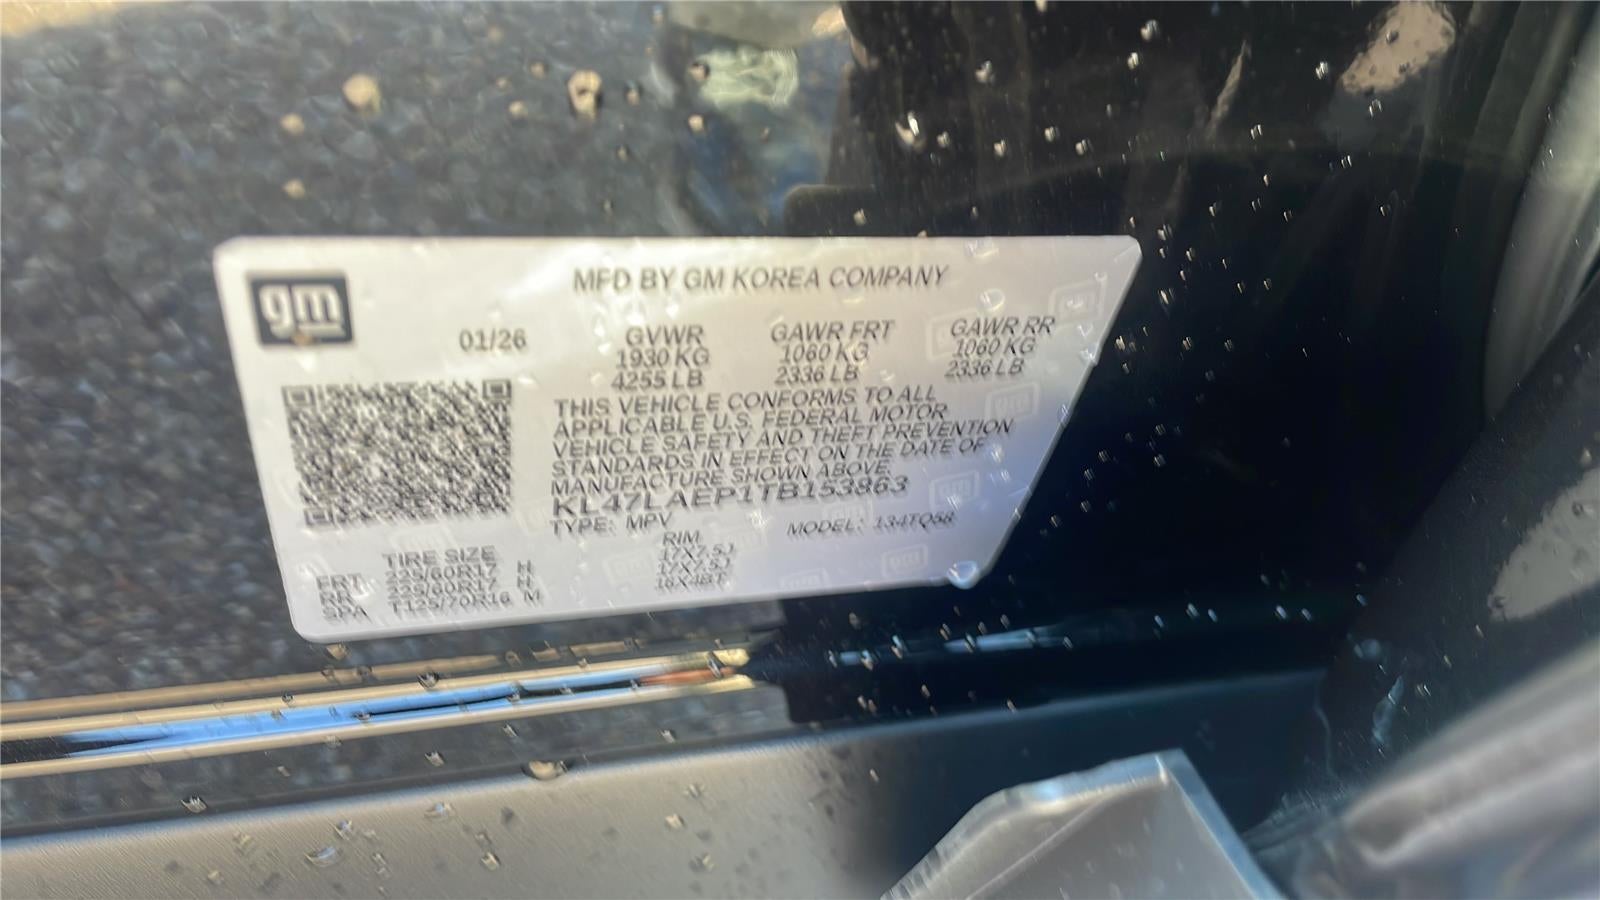 gm
MFD BY GM KOREA COMPANY
01/26
GVWR GAWR FRT GAWR RR
1930 KG 1060 KG 1060 KG
4255 LB 2336 LB 2336 LB
THIS VEHICLE CONFORMS TO ALL
APPLICABLE U.S. FEDERAL MOTOR
VEHICLE SAFETY AND THEFT PREVENTION
STANDARDS IN EFFECT ON THE DATE OF
MANUFACTURE SHOWN ABOVE.
KL47LAEP1TB153863
TYPE: MPV MODEL: 134TQ58
TIRE SIZE RIM
FRT 225/60R17 H 17X7.5J
RR 225/60R17 H 17X7.5J
SPA T125/70R16 M 16X4BT